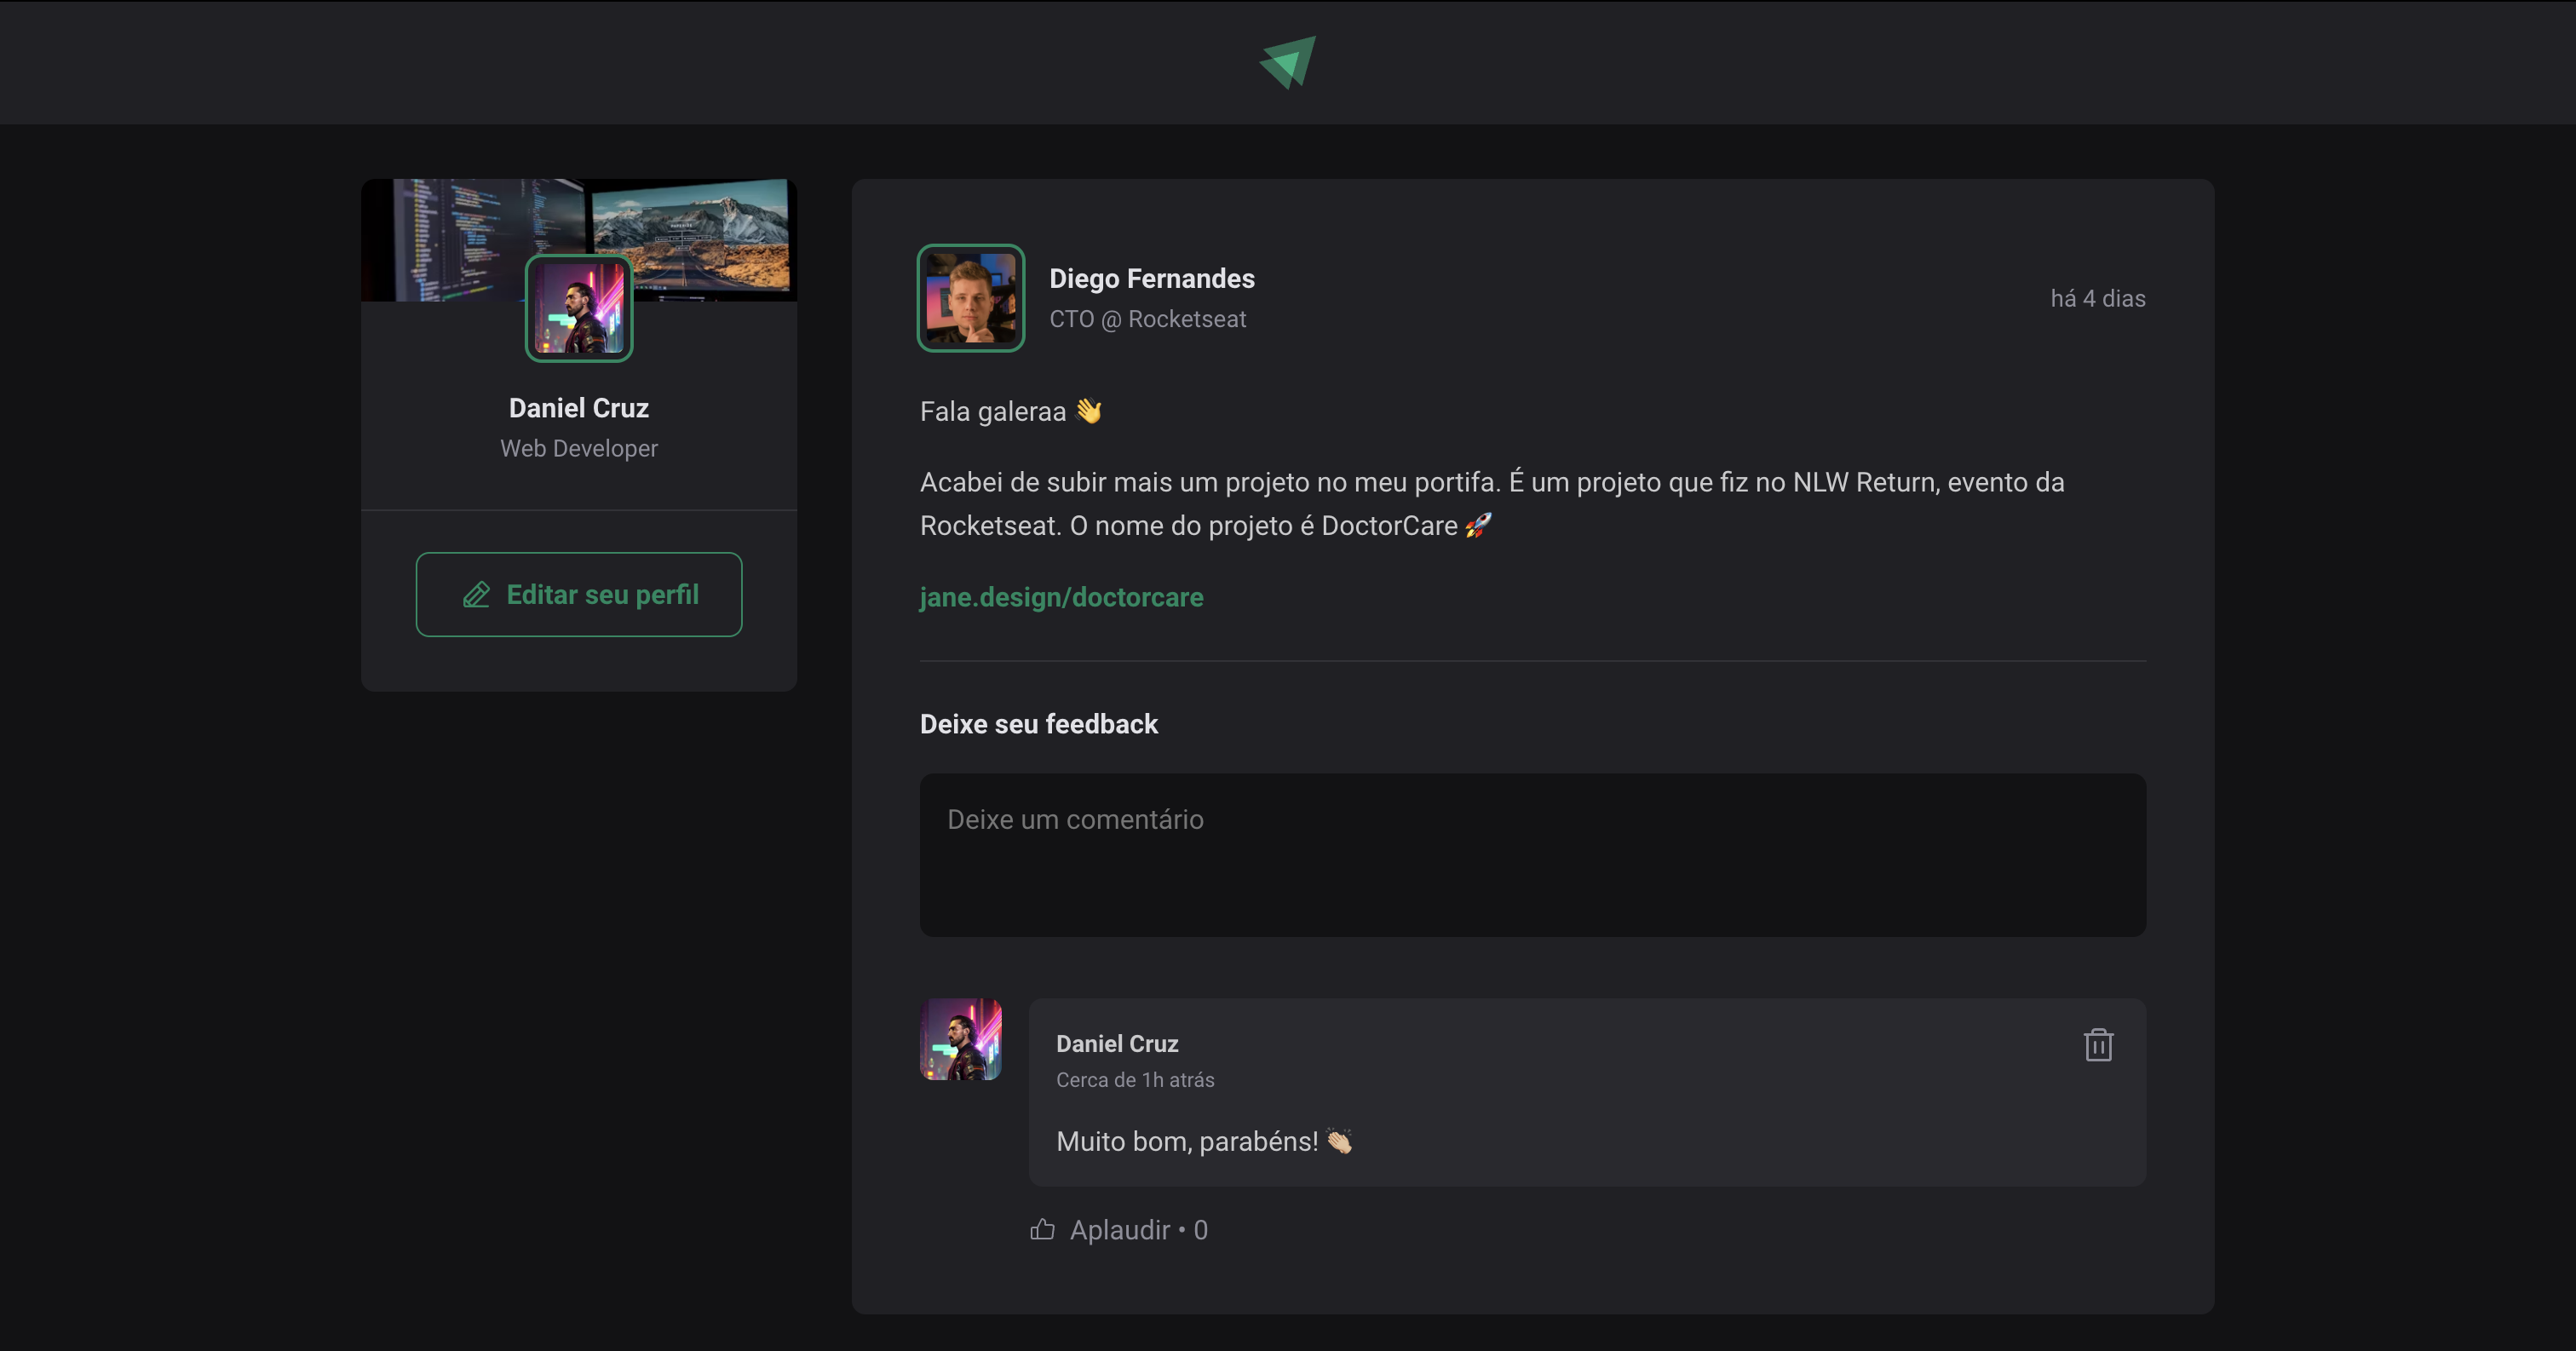 Daniel Cruz
Web Developer
Editar seu perfil
Diego Fernandes
CTO @ Rocketseat
há 4 dias
Fala galeraa 👋
Acabei de subir mais um projeto no meu portifa. É um projeto que fiz no NLW Return, evento da
Rocketseat. O nome do projeto é DoctorCare 🚀
jane.design/doctorcare
Deixe seu feedback
Deixe um comentário
Daniel Cruz
Cerca de 1h atrás
Muito bom, parabéns! 👏🏻
Aplaudir • 0